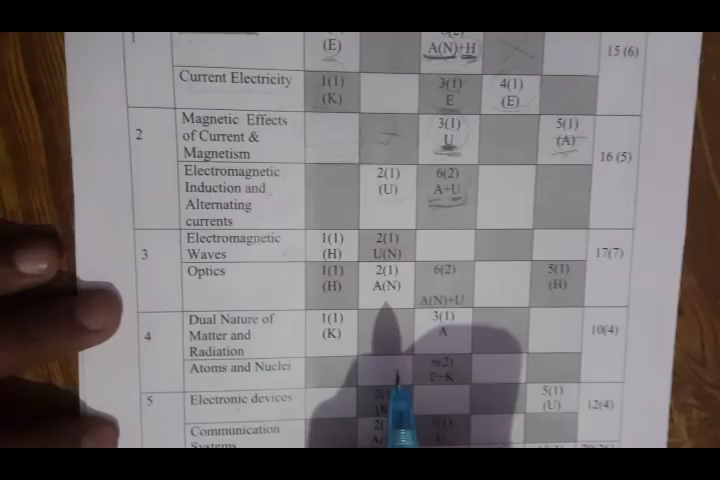 1
(E)
A(N)+H
15 (6)
Current Electricity
1(1)
(K)
3(1)
E
4(1)
(E)
2
Magnetic Effects
of Current &
Magnetism
3(1)
U
5(1)
(A)
16 (5)
Electromagnetic
Induction and
Alternating
currents
2(1)
(U)
6(2)
A+U
3
Electromagnetic
Waves
1(1)
(H)
2(1)
U(N)
17(7)
Optics
1(1)
(H)
2(1)
A(N)
6(2)
A(N)+U
5(1)
(H)
4
Dual Nature of
Matter and
Radiation
1(1)
(K)
3(1)
A
10(4)
Atoms and Nuclei
5
Electronic devices
5(1)
(U)
12(4)
Communication
Systems